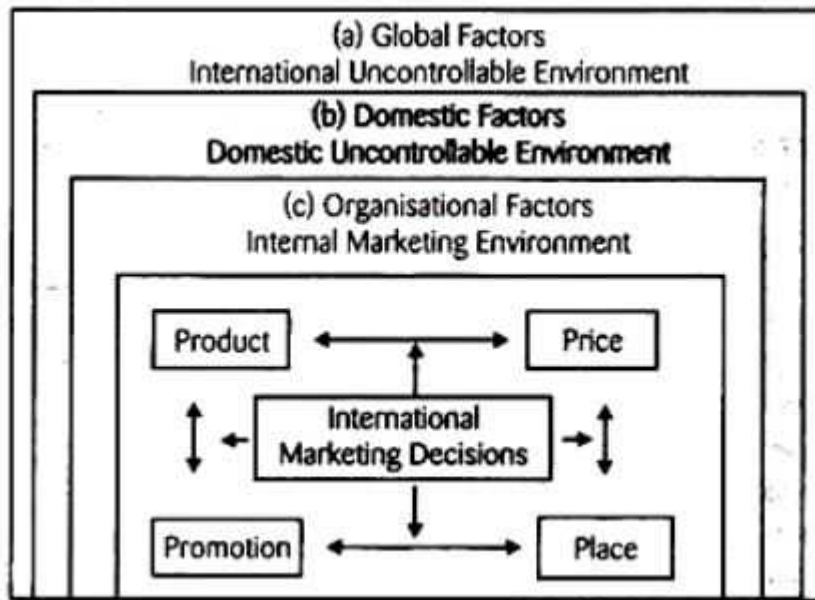 (a) Global Factors
International Uncontrollable Environment
(b) Domestic Factors
Domestic Uncontrollable Environment
(c) Organisational Factors
Internal Marketing Environment
Product
Price
International
Marketing Decisions
Promotion
Place